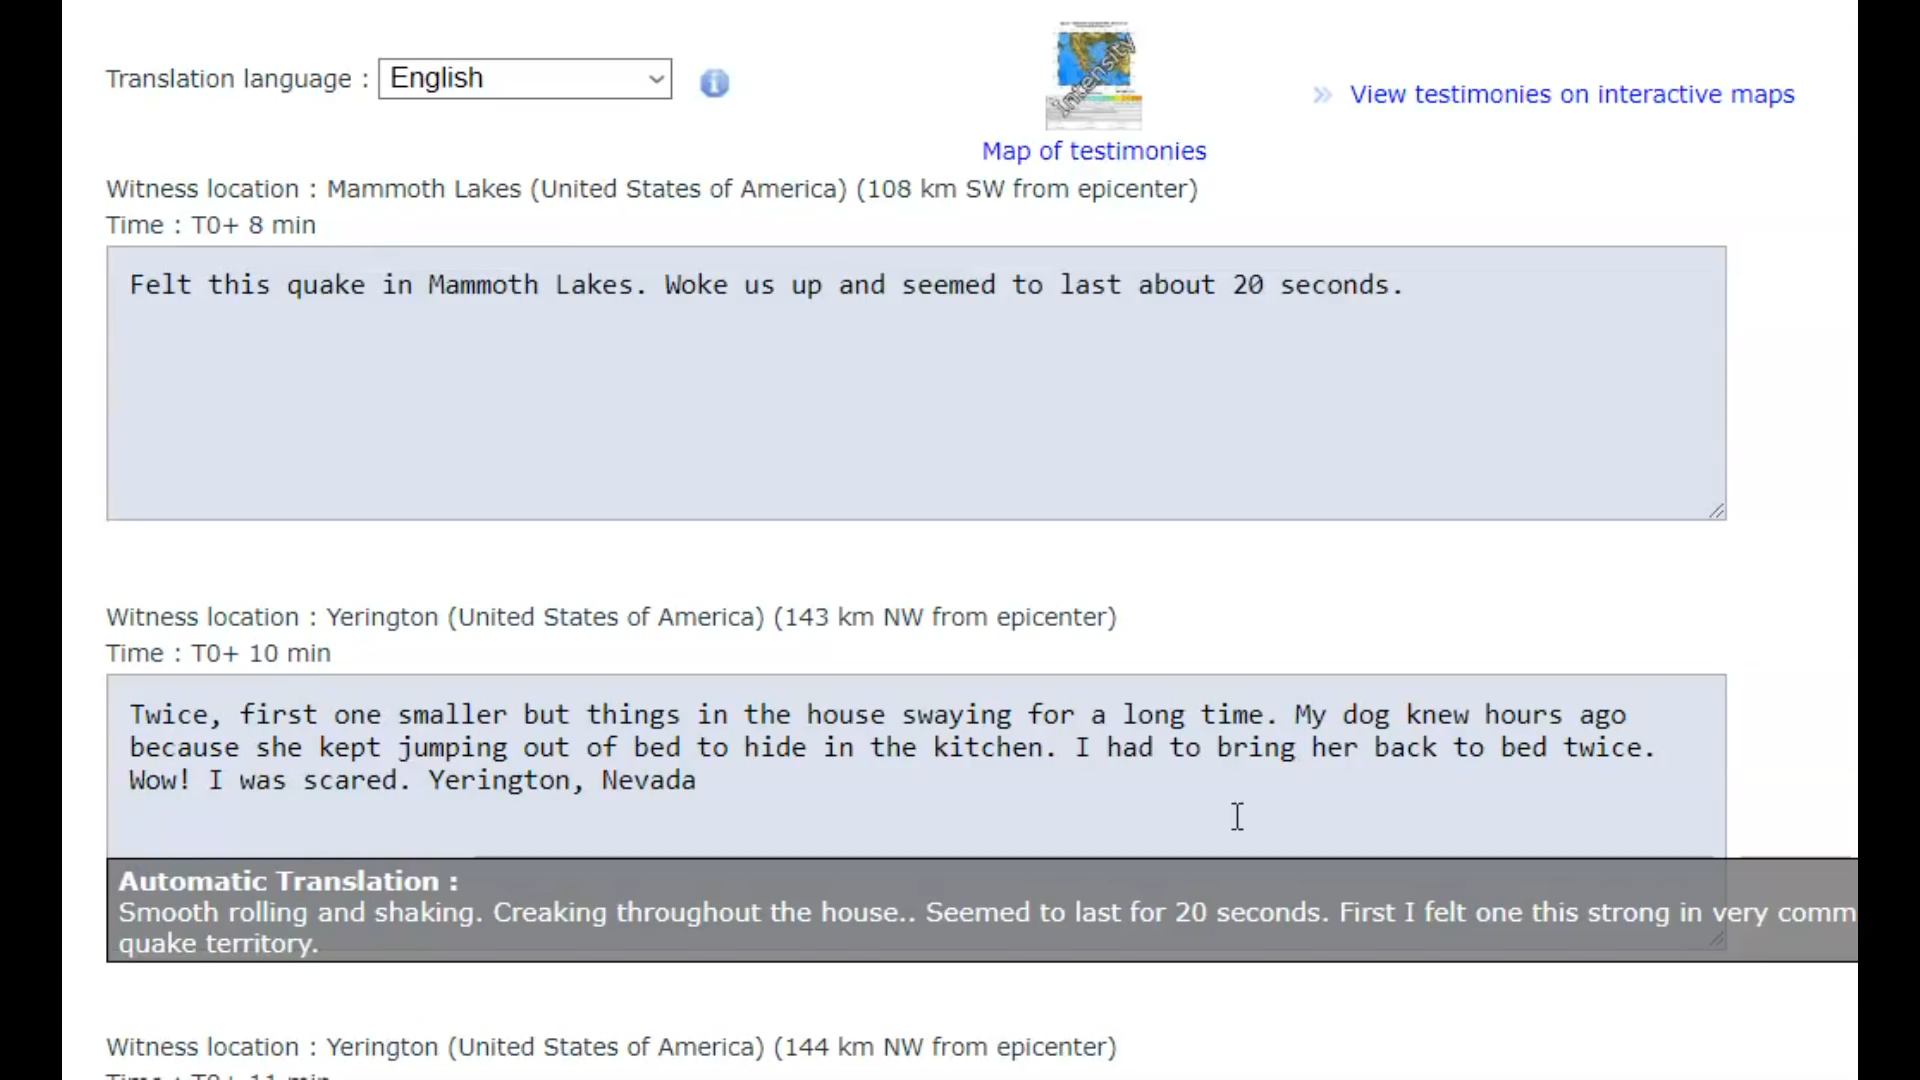 Translation language : English
intensity
View testimonies on interactive maps
Map of testimonies
Witness location : Mammoth Lakes (United States of America) (108 km SW from epicenter)
Time : T0+ 8 min
Felt this quake in Mammoth Lakes. Woke us up and seemed to last about 20 seconds.
Witness location : Yerington (United States of America) (143 km NW from epicenter)
Time : T0+ 10 min
Twice, first one smaller but things in the house swaying for a long time. My dog knew hours ago
because she kept jumping out of bed to hide in the kitchen. I had to bring her back to bed twice.
Wow! I was scared. Yerington, Nevada
Automatic Translation :
Smooth rolling and shaking. Creaking throughout the house.. Seemed to last for 20 seconds. First I felt one this strong in very comm
quake territory.
Witness location : Yerington (United States of America) (144 km NW from epicenter)
Time : T0+ 11 min